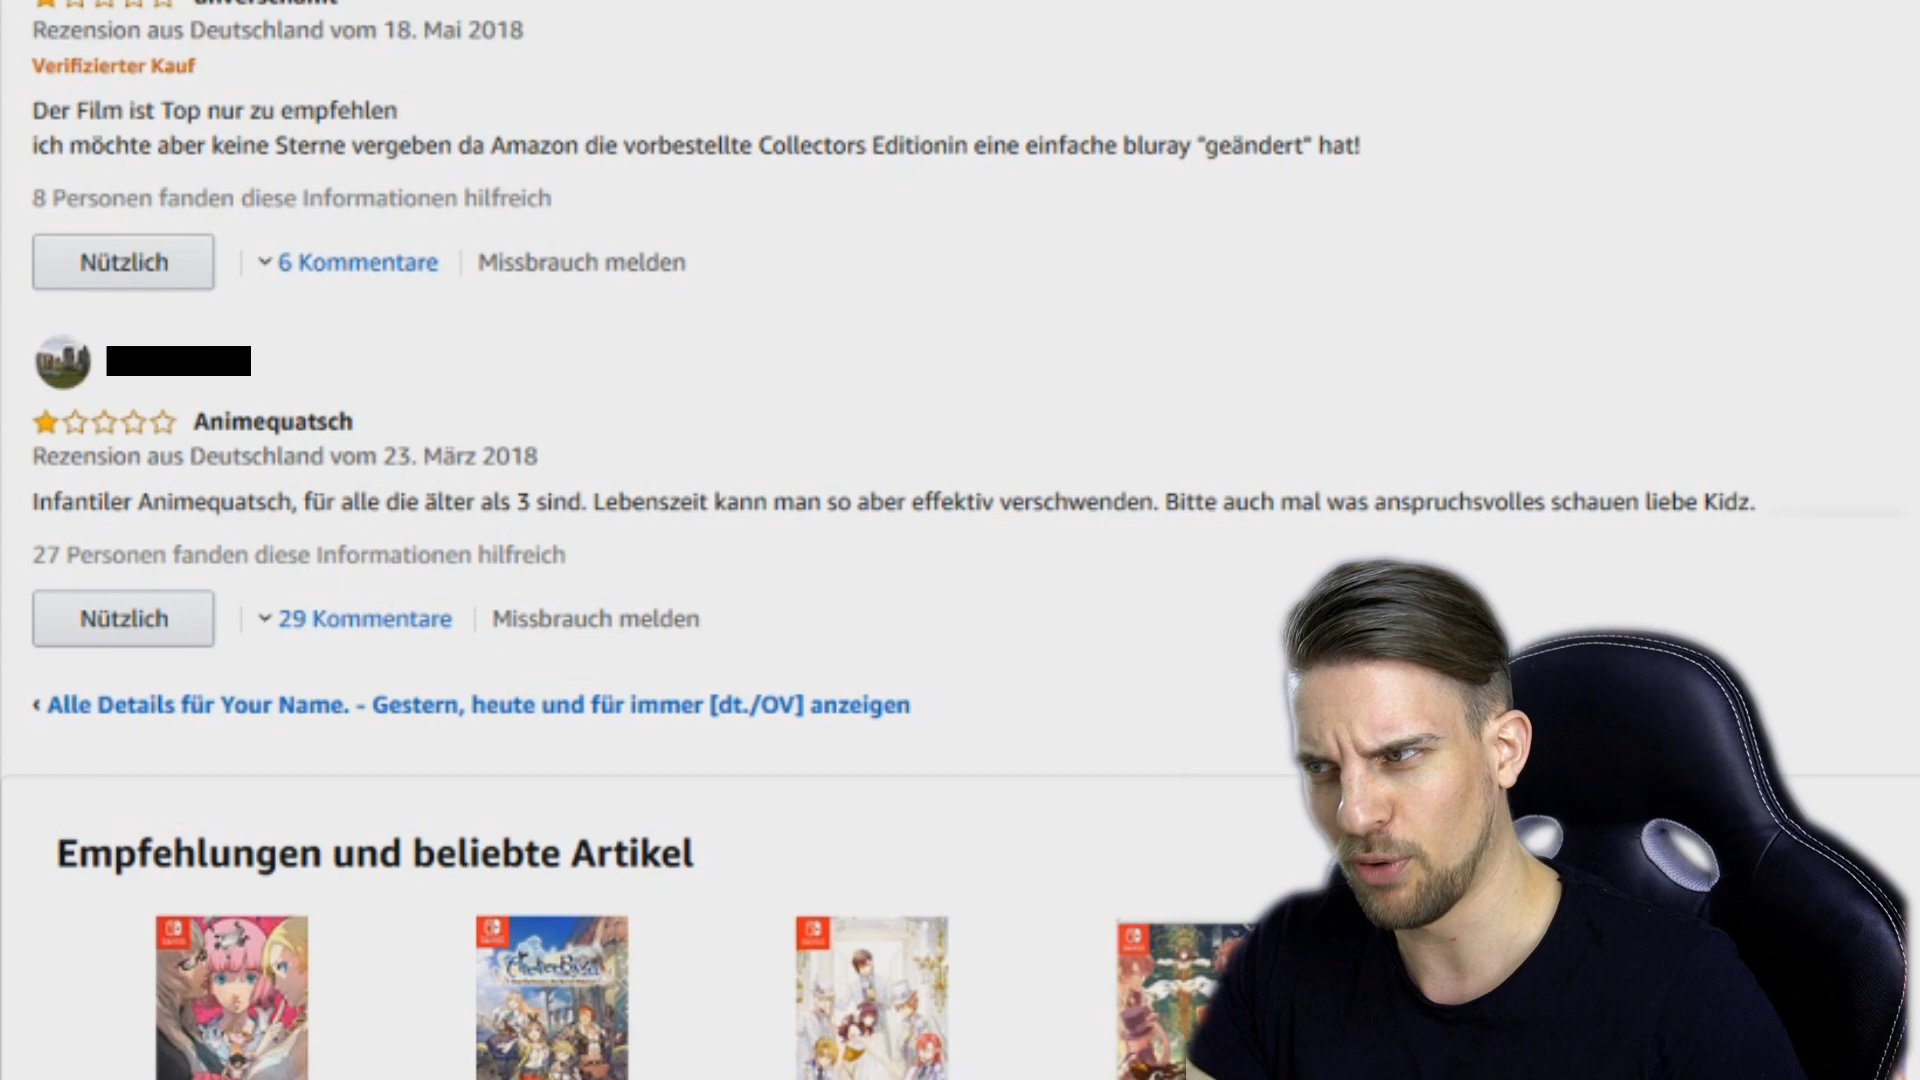 unverschämt
Rezension aus Deutschland vom 18. Mai 2018
Verifizierter Kauf
Der Film ist Top nur zu empfehlen
ich möchte aber keine Sterne vergeben da Amazon die vorbestellte Collectors Editionin eine einfache bluray "geändert" hat!
8 Personen fanden diese Informationen hilfreich
Nützlich
6 Kommentare
Missbrauch melden
Animequatsch
Rezension aus Deutschland vom 23. März 2018
Infantiler Animequatsch, für alle die älter als 3 sind. Lebenszeit kann man so aber effektiv verschwenden. Bitte auch mal was anspruchsvolles schauen liebe Kidz.
27 Personen fanden diese Informationen hilfreich
Nützlich
29 Kommentare
Missbrauch melden
‹ Alle Details für Your Name. - Gestern, heute und für immer [dt./OV] anzeigen
Empfehlungen und beliebte Artikel